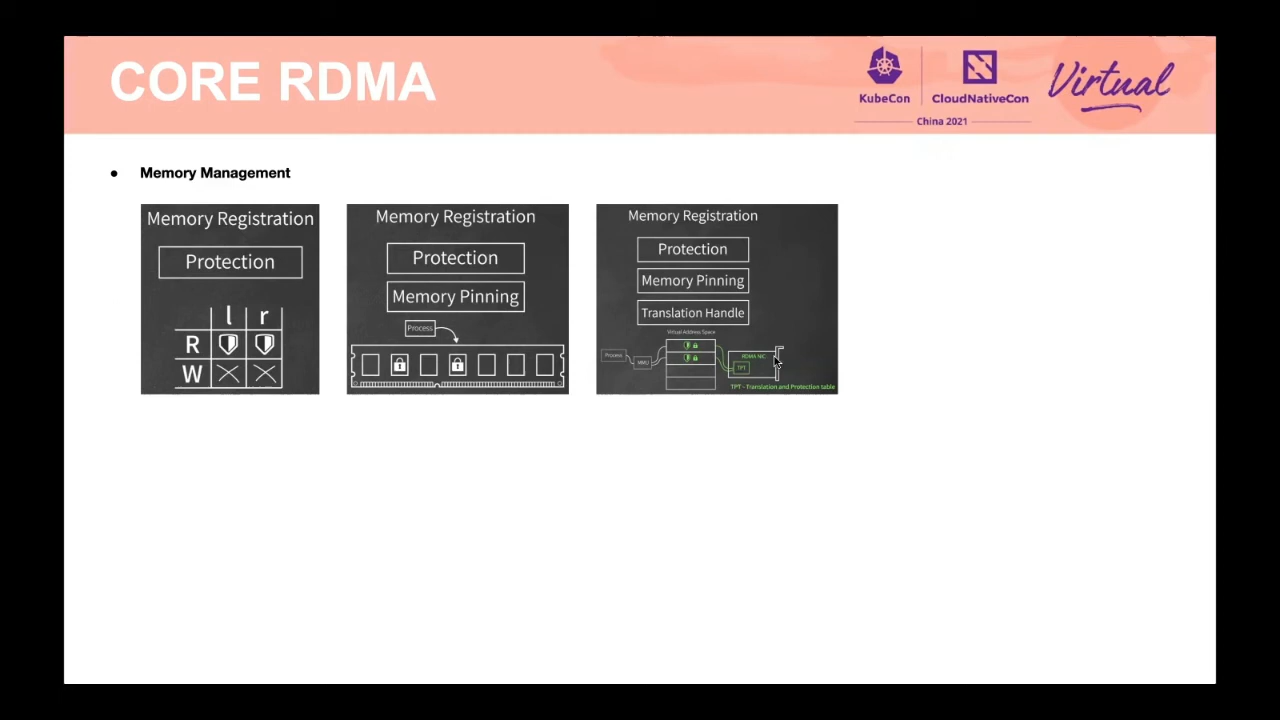 CORE RDMA
KubeCon
CloudNativeCon
Virtual
China 2021
● Memory Management
Memory Registration
Protection
l r
R
W
Memory Registration
Protection
Memory Pinning
Process
Memory Registration
Protection
Memory Pinning
Translation Handle
Virtual Address Space
Process
MMU
RDMA NIC
TPT
TPT - Translation and Protection table